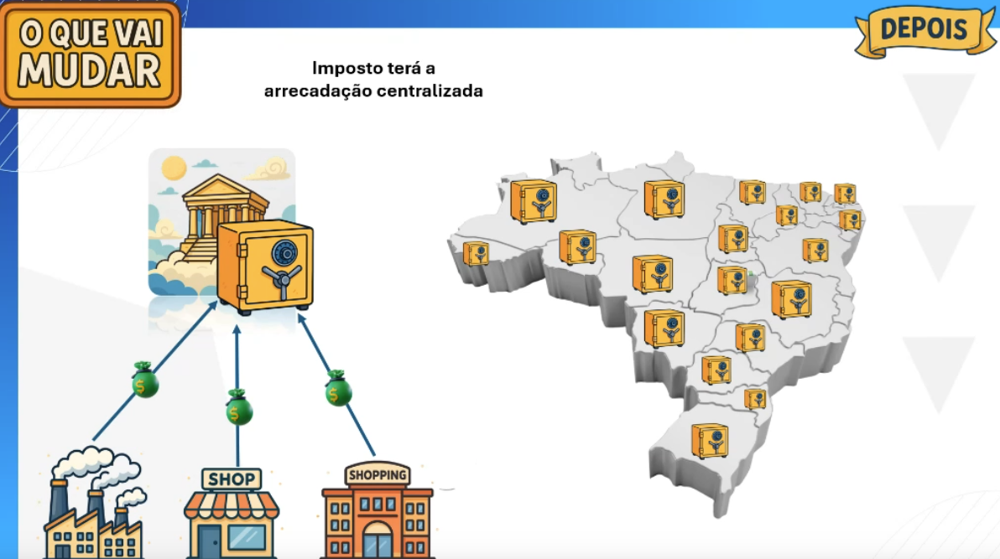 O QUE VAI
MUDAR
DEPOIS
Imposto terá a
arrecadação centralizada
$
$
$
SHOP
SHOPPING